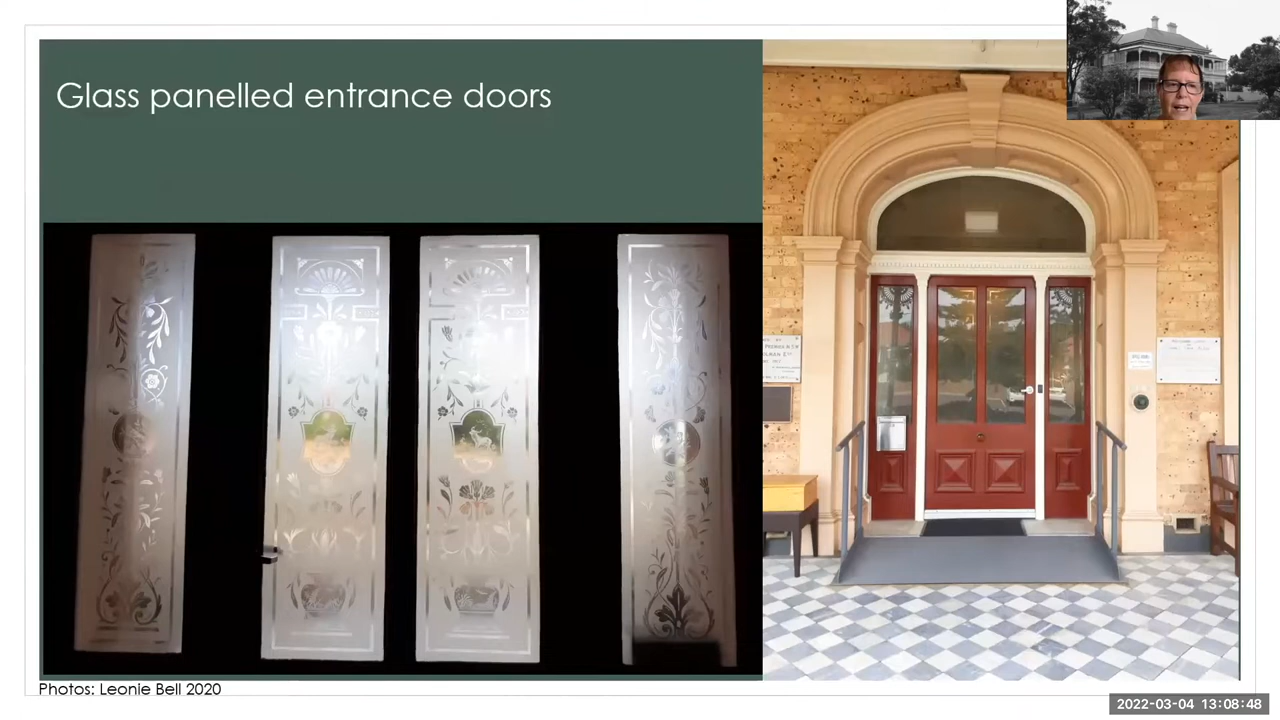 Glass panelled entrance doors
Photos: Leonie Bell 2020
2022-03-04 13:08:48